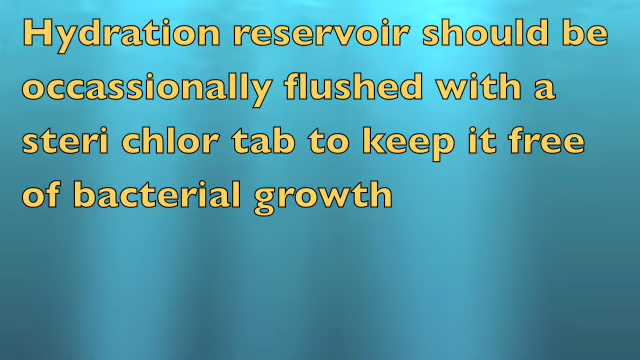 Hydration reservoir should be
occassionally flushed with a
steri chlor tab to keep it free
of bacterial growth